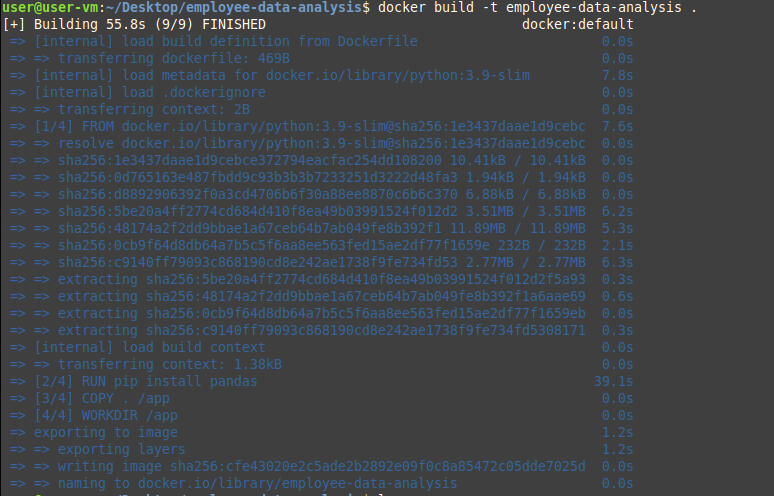 user@user-vm:~/Desktop/employee-data-analysis$ docker build -t employee-data-analysis .
[+] Building 55.8s (9/9) FINISHED docker:default
=> [internal] load build definition from Dockerfile 0.0s
=> => transferring dockerfile: 469B 0.0s
=> [internal] load metadata for docker.io/library/python:3.9-slim 7.8s
=> [internal] load .dockerignore 0.0s
=> => transferring context: 2B 0.0s
=> [1/4] FROM docker.io/library/python:3.9-slim@sha256:1e3437daae1d9cebc 7.6s
=> => resolve docker.io/library/python:3.9-slim@sha256:1e3437daae1d9cebc 0.0s
=> => sha256:1e3437daae1d9cebce372794eacfac254dd108200 10.41kB / 10.41kB 0.0s
=> => sha256:0d765163e487fbdd9c93b3b3b7233251d3222d48fa3 1.94kB / 1.94kB 0.0s
=> => sha256:d8892906392f0a3cd4706b6f30a88ee8870c6b6c370 6.88kB / 6.88kB 0.0s
=> => sha256:5be20a4ff2774cd684d410f8ea49b03991524f012d2 3.51MB / 3.51MB 6.2s
=> => sha256:48174a2f2dd9bbae1a67ceb64b7ab049fe8b392f1 11.89MB / 11.89MB 5.3s
=> => sha256:0cb9f64d8db64a7b5c5f6aa8ee563fed15ae2df77f1659e 232B / 232B 2.1s
=> => sha256:c9140ff79093c868190cd8e242ae1738f9fe734fd53 2.77MB / 2.77MB 6.3s
=> => extracting sha256:5be20a4ff2774cd684d410f8ea49b03991524f012d2f5a93 0.3s
=> => extracting sha256:48174a2f2dd9bbae1a67ceb64b7ab049fe8b392f1a6aae69 0.6s
=> => extracting sha256:0cb9f64d8db64a7b5c5f6aa8ee563fed15ae2df77f1659eb 0.0s
=> => extracting sha256:c9140ff79093c868190cd8e242ae1738f9fe734fd5308171 0.3s
=> [internal] load build context 0.0s
=> => transferring context: 1.38kB 0.0s
=> [2/4] RUN pip install pandas 39.1s
=> [3/4] COPY . /app 0.0s
=> [4/4] WORKDIR /app 0.0s
=> exporting to image 1.2s
=> => exporting layers 1.2s
=> => writing image sha256:cfe43020e2c5ade2b2892e09f0c8a85472c05dde7025d 0.0s
=> => naming to docker.io/library/employee-data-analysis 0.0s